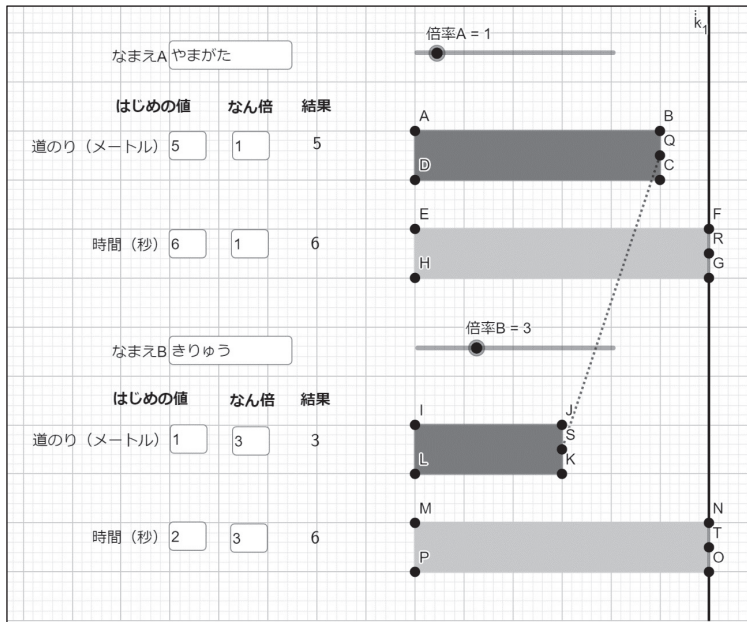 なまえA やまがた
倍率A = 1
i
k1
はじめの値 なん倍 結果
A B
道のり（メートル） 5 1 5
Q
D C
E F
時間（秒） 6 1 6
R
H G
倍率B = 3
なまえB きりゅう
はじめの値 なん倍 結果
I J
道のり（メートル） 1 3 3
S
L K
M N
時間（秒） 2 3 6
T
P O